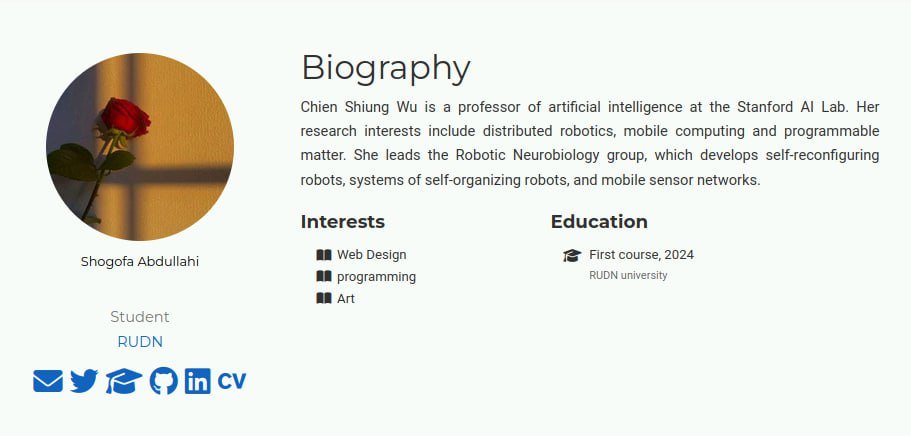 Biography
Chien Shiung Wu is a professor of artificial intelligence at the Stanford AI Lab. Her
research interests include distributed robotics, mobile computing and programmable
matter. She leads the Robotic Neurobiology group, which develops self-reconfiguring
robots, systems of self-organizing robots, and mobile sensor networks.
Interests
Web Design
programming
Art
Education
First course, 2024
RUDN university
Shogofa Abdullahi
Student
RUDN
CV